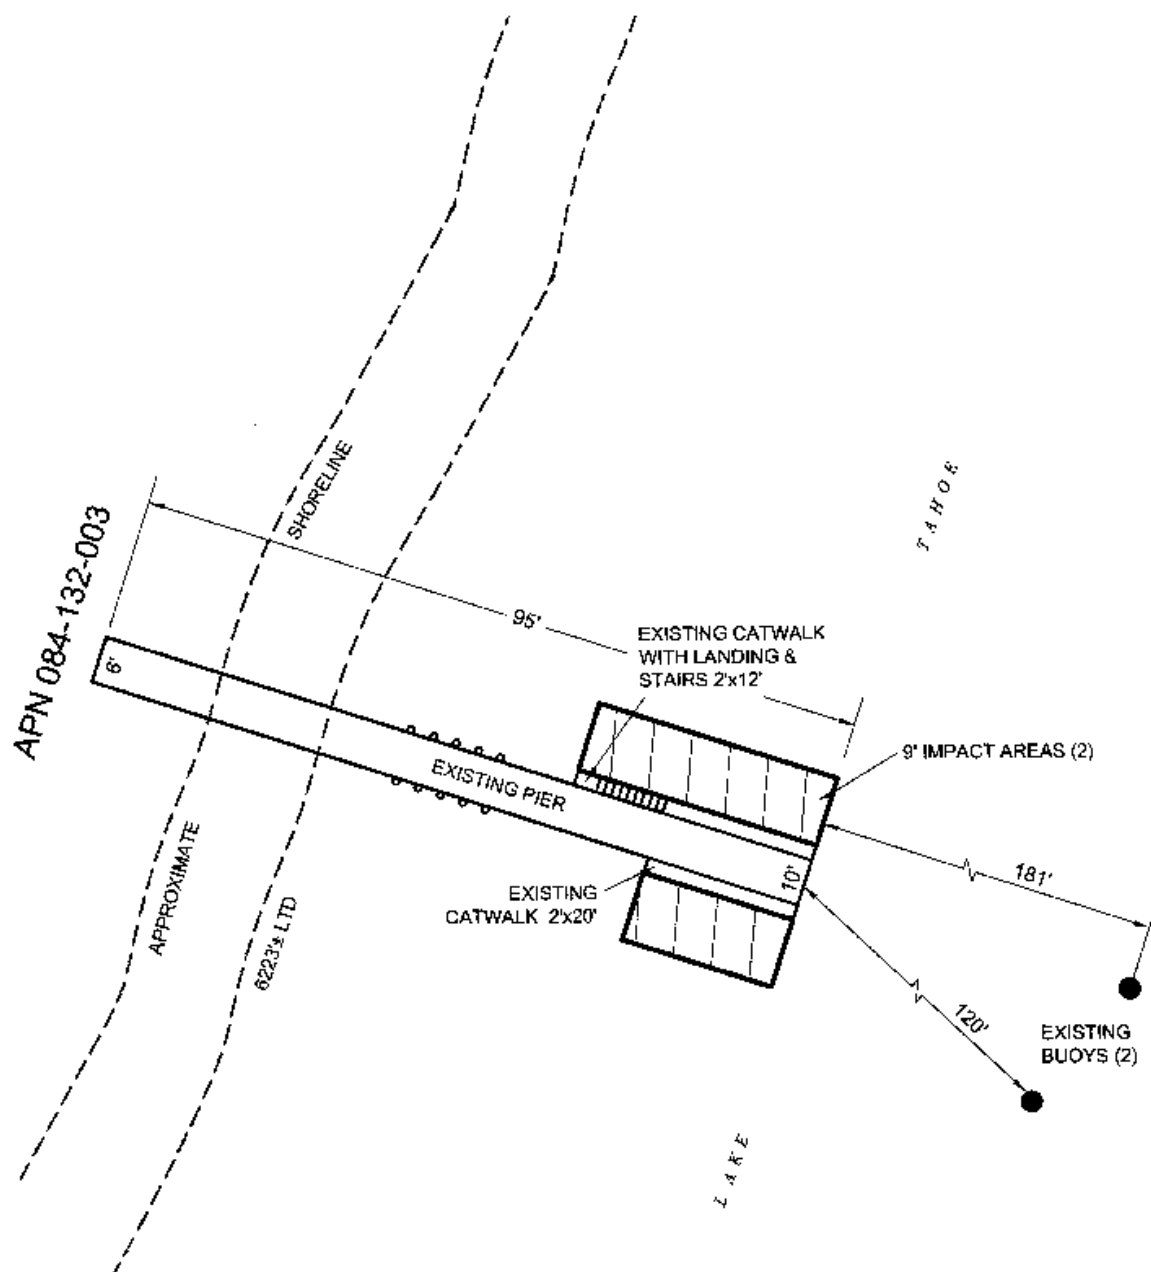 TAHOE
SHORELINE
APN 084-132-003
95'
EXISTING CATWALK
WITH LANDING &
STAIRS 2'x12'
6'
9' IMPACT AREAS (2)
EXISTING PIER
181'
10'
EXISTING
CATWALK 2'x20'
APPROXIMATE
6223'± LTD
120'
EXISTING
BUOYS (2)
LAKE